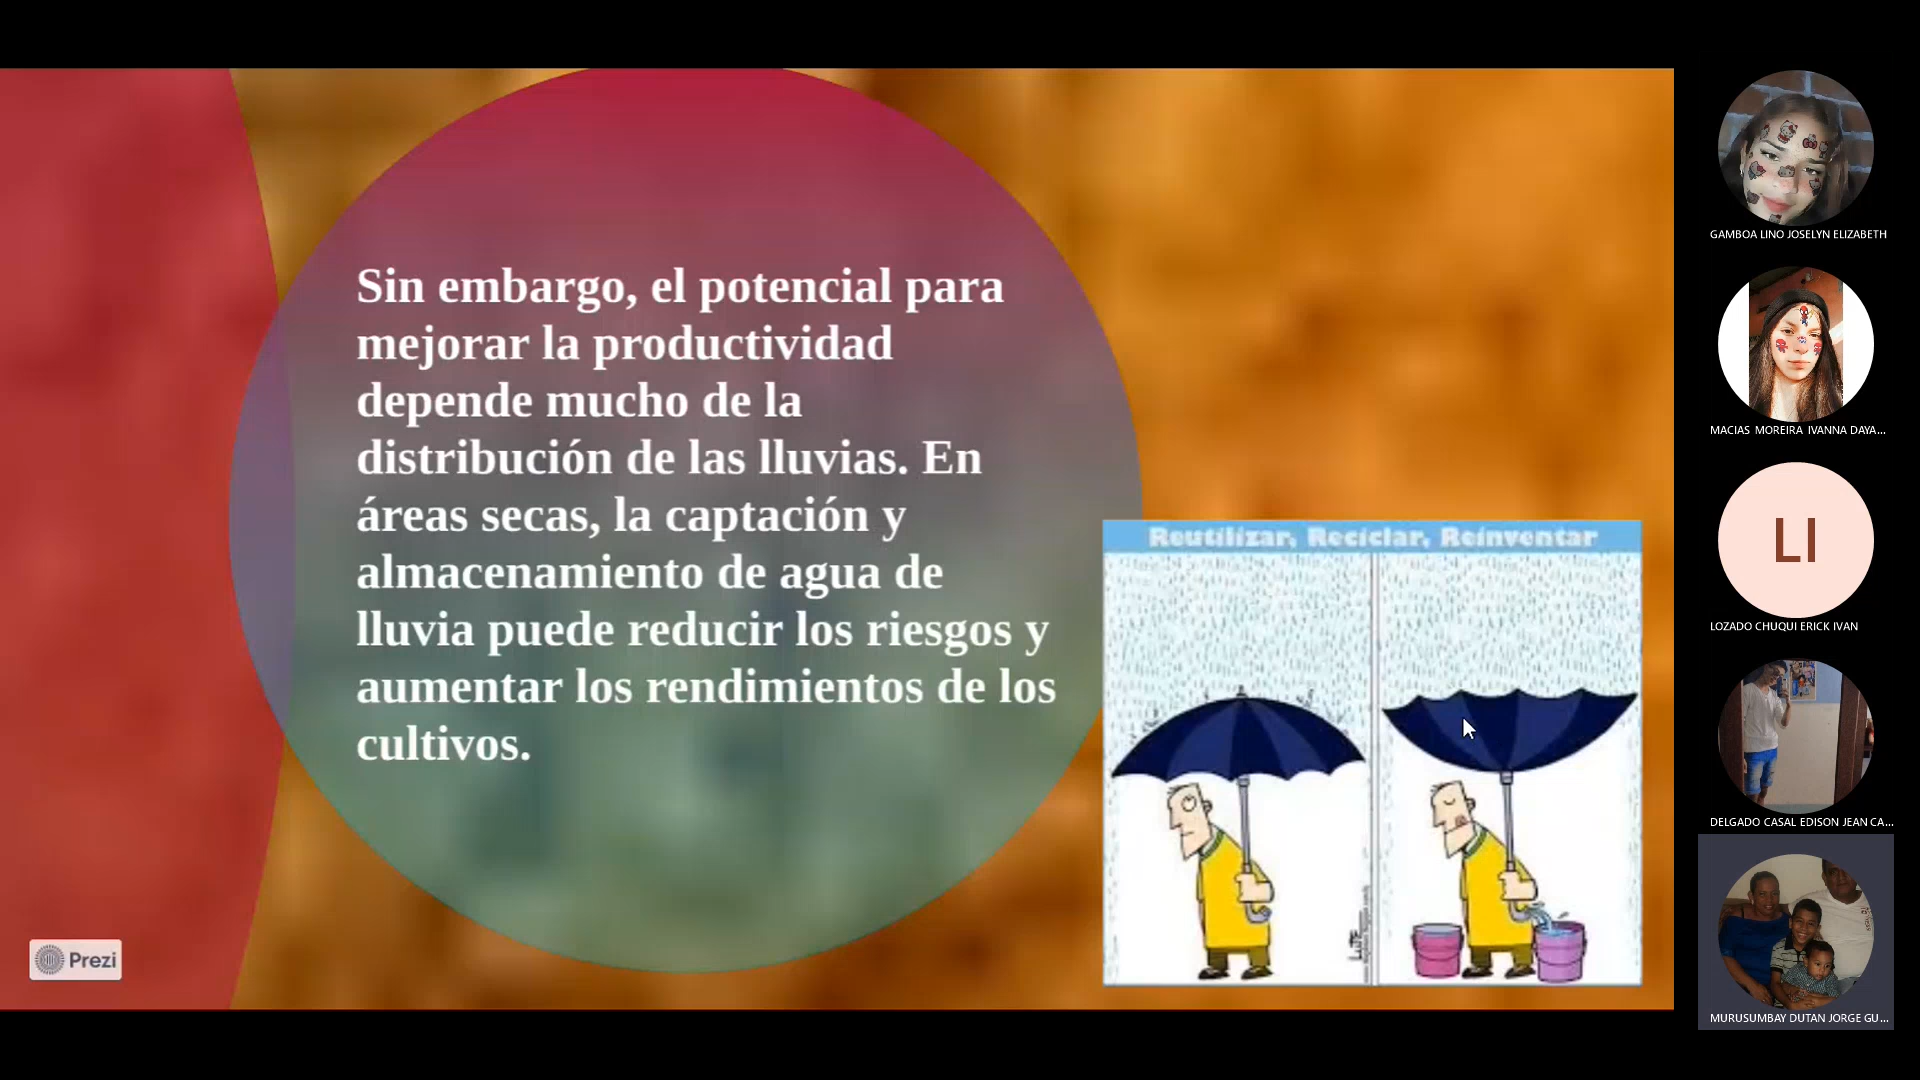 Sin embargo, el potencial para
mejorar la productividad
depende mucho de la
distribución de las lluvias. En
áreas secas, la captación y
almacenamiento de agua de
lluvia puede reducir los riesgos y
aumentar los rendimientos de los
cultivos.
Reutilizar, Reciclar, Reinventar
Prezi
GAMBOA LINO JOSELYN ELIZABETH
MACIAS MOREIRA IVANNA DAYA...
LI
LOZADO CHUQUI ERICK IVAN
DELGADO CASAL EDISON JEAN CA...
MURUSUMBAY DUTAN JORGE GU...